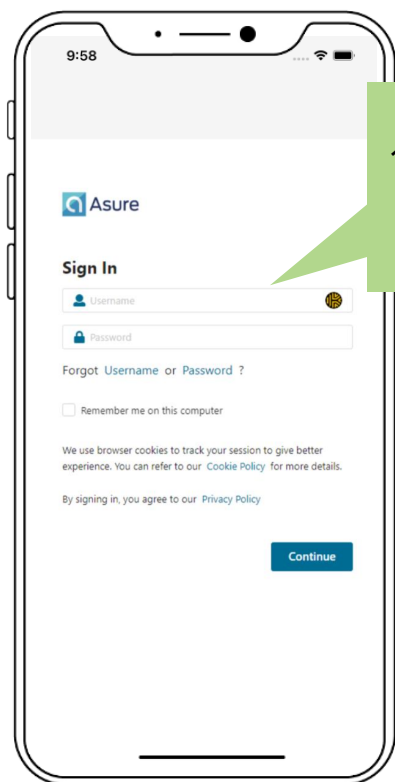 9:58
Asure
Sign In
Username
Password
Forgot Username or Password ?
Remember me on this computer
We use browser cookies to track your session to give better
experience. You can refer to our Cookie Policy for more details.
By signing in, you agree to our Privacy Policy
Continue